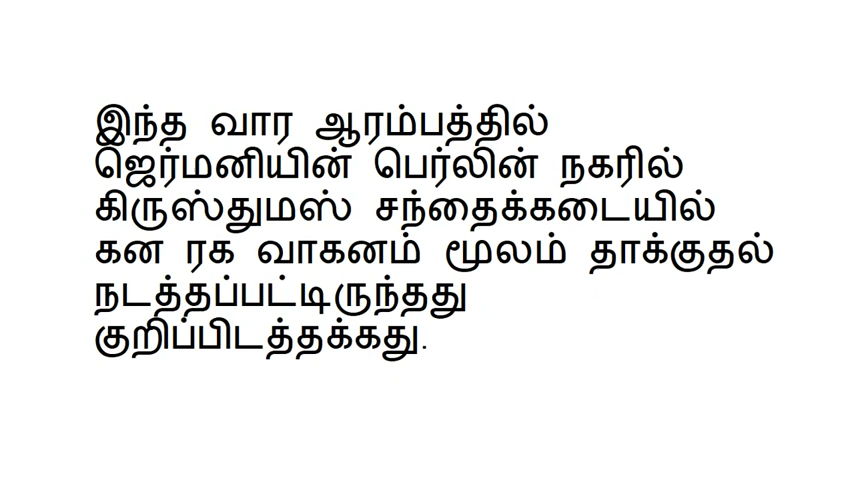 இந்த வார ஆரம்பத்தில்
ஜெர்மனியின் பெர்லின் நகரில்
கிருஸ்துமஸ் சந்தைக்கடையில்
கன ரக வாகனம் மூலம் தாக்குதல்
நடத்தப்பட்டிருந்தது
குறிப்பிடத்தக்கது.